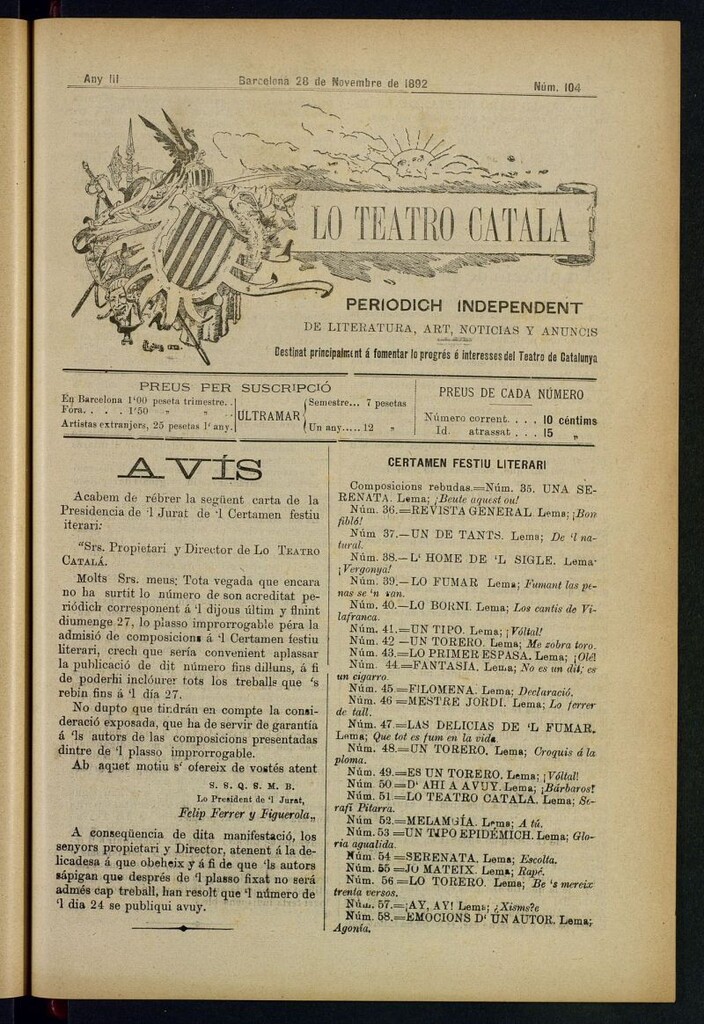 Any III
Barcelona 28 de Novembre de 1892
Núm. 104
LO TEATRO CATALA
PERIODICH INDEPENDENT
DE LITERATURA, ART, NOTICIAS Y ANUNCIS
Destinat principalment á fomentar lo progrés é interesses del Teatro de Catalunya
PREUS PER SUSCRIPCIÓ
En Barcelona 1'00 peseta trimestre. .
Fora. . . . 1'50 " "
Artistas extranjers, 25 pesetas l' any.
ULTRAMAR
Semestre... 7 pesetas
Un any..... 12 "
PREUS DE CADA NÚMERO
Número corrent. . . . 10 céntims
Id. atrassat . . . 15 "
AVÍS
Acabem de rébrer la següent carta de la
Presidencia de 'l Jurat de 'l Certamen festiu
iterari:
"Srs. Propietari y Director de LO TEATRO
CATALÁ.
Molts Srs. meus: Tota vegada que encara
no ha surtit lo número de son acreditat pe-
riódich corresponent á 'l dijous últim y finint
diumenge 27, lo plasso improrrogable péra la
admisió de composicions á 'l Certamen festiu
literari, crech que sería convenient aplassar
la publicació de dit número fins dilluns, á fi
de poderhi inclóurer tots los treballs que 's
rebin fins á 'l día 27.
No dupto que tirdrán en compte la consi-
deració exposada, que ha de servir de garantía
á 'ls autors de las composicions presentadas
dintre de 'l plasso improrrogable.
Ab aquet motiu s' ofereix de vostés atent
S. S. Q. S. M. B.
Lo President de 'l Jurat,
Felip Ferrer y Figuerola„
A conseqüencia de dita manifestació, los
senyors propietari y Director, atenent á la de-
licadesa á que obeheix y á fi de que 'ls autors
sápigan que després de 'l plasso fixat no será
admés cap treball, han resolt que 'l número de
'l dia 24 se publiqui avuy.
CERTAMEN FESTIU LITERARI
Composicions rebudas.=Núm. 35. UNA SE-
RENATA. Lema; ¡Beute aquest ou!
Núm. 36.=REVISTA GENERAL. Lema; ¡Bon
fibló!
Núm 37.—UN DE TANTS. Lema; De 'l na-
tural.
Núm. 38.—L' HOME DE 'L SIGLE. Lema·
¡Vergonya!
Núm. 39.—LO FUMAR Lema; Fumant las pe-
nas se 'n van.
Núm. 40.—LO BORNI. Lema; Los cantis de Vi-
lafranca.
Núm. 41.=UN TIPO. Lema; ¡Vóltal!
Núm. 42 —UN TORERO. Lema; Me sobra toro.
Núm. 43.=LO PRIMER ESPASA. Lema; ¡Olé!
Núm. 44.=FANTASIA. Lema; No es un dit; es
un cigarro.
Núm. 45.=FILOMENA. Lema; Declaració.
Núm. 46 =MESTRE JORDI. Lema; Lo ferrer
de tall.
Núm. 47.=LAS DELICIAS DE 'L FUMAR.
Lema; Que tot es fum en la vida
Núm. 48.=UN TORERO. Lema; Croquis á la
ploma.
Núm. 49.=ES UN TORERO. Lema; ¡Vóltal!
Núm. 50 =D' AHI A AVUY. Lema; ¡Bárbaros!
Núm. 51.=LO TEATRO CATALA. Lema; Se-
rafi Pitarra.
Núm 52.=MELAMGÍA. Lema; A tú.
Núm. 53 =UN TIPO EPIDÉMICH. Lema; Glo-
ria agualida.
Núm. 54 =SERENATA. Lema; Escolta.
Núm. 55 =JO MATEIX. Lema; Rapé.
Núm. 56 =LO TORERO. Lema; Be 's mereix
trenta versos.
Núm. 57.=¡AY, AY! Lema; ¿Xisms?e
Núm. 58.=EMOCIONS D' UN AUTOR. Lema;
Agonía.